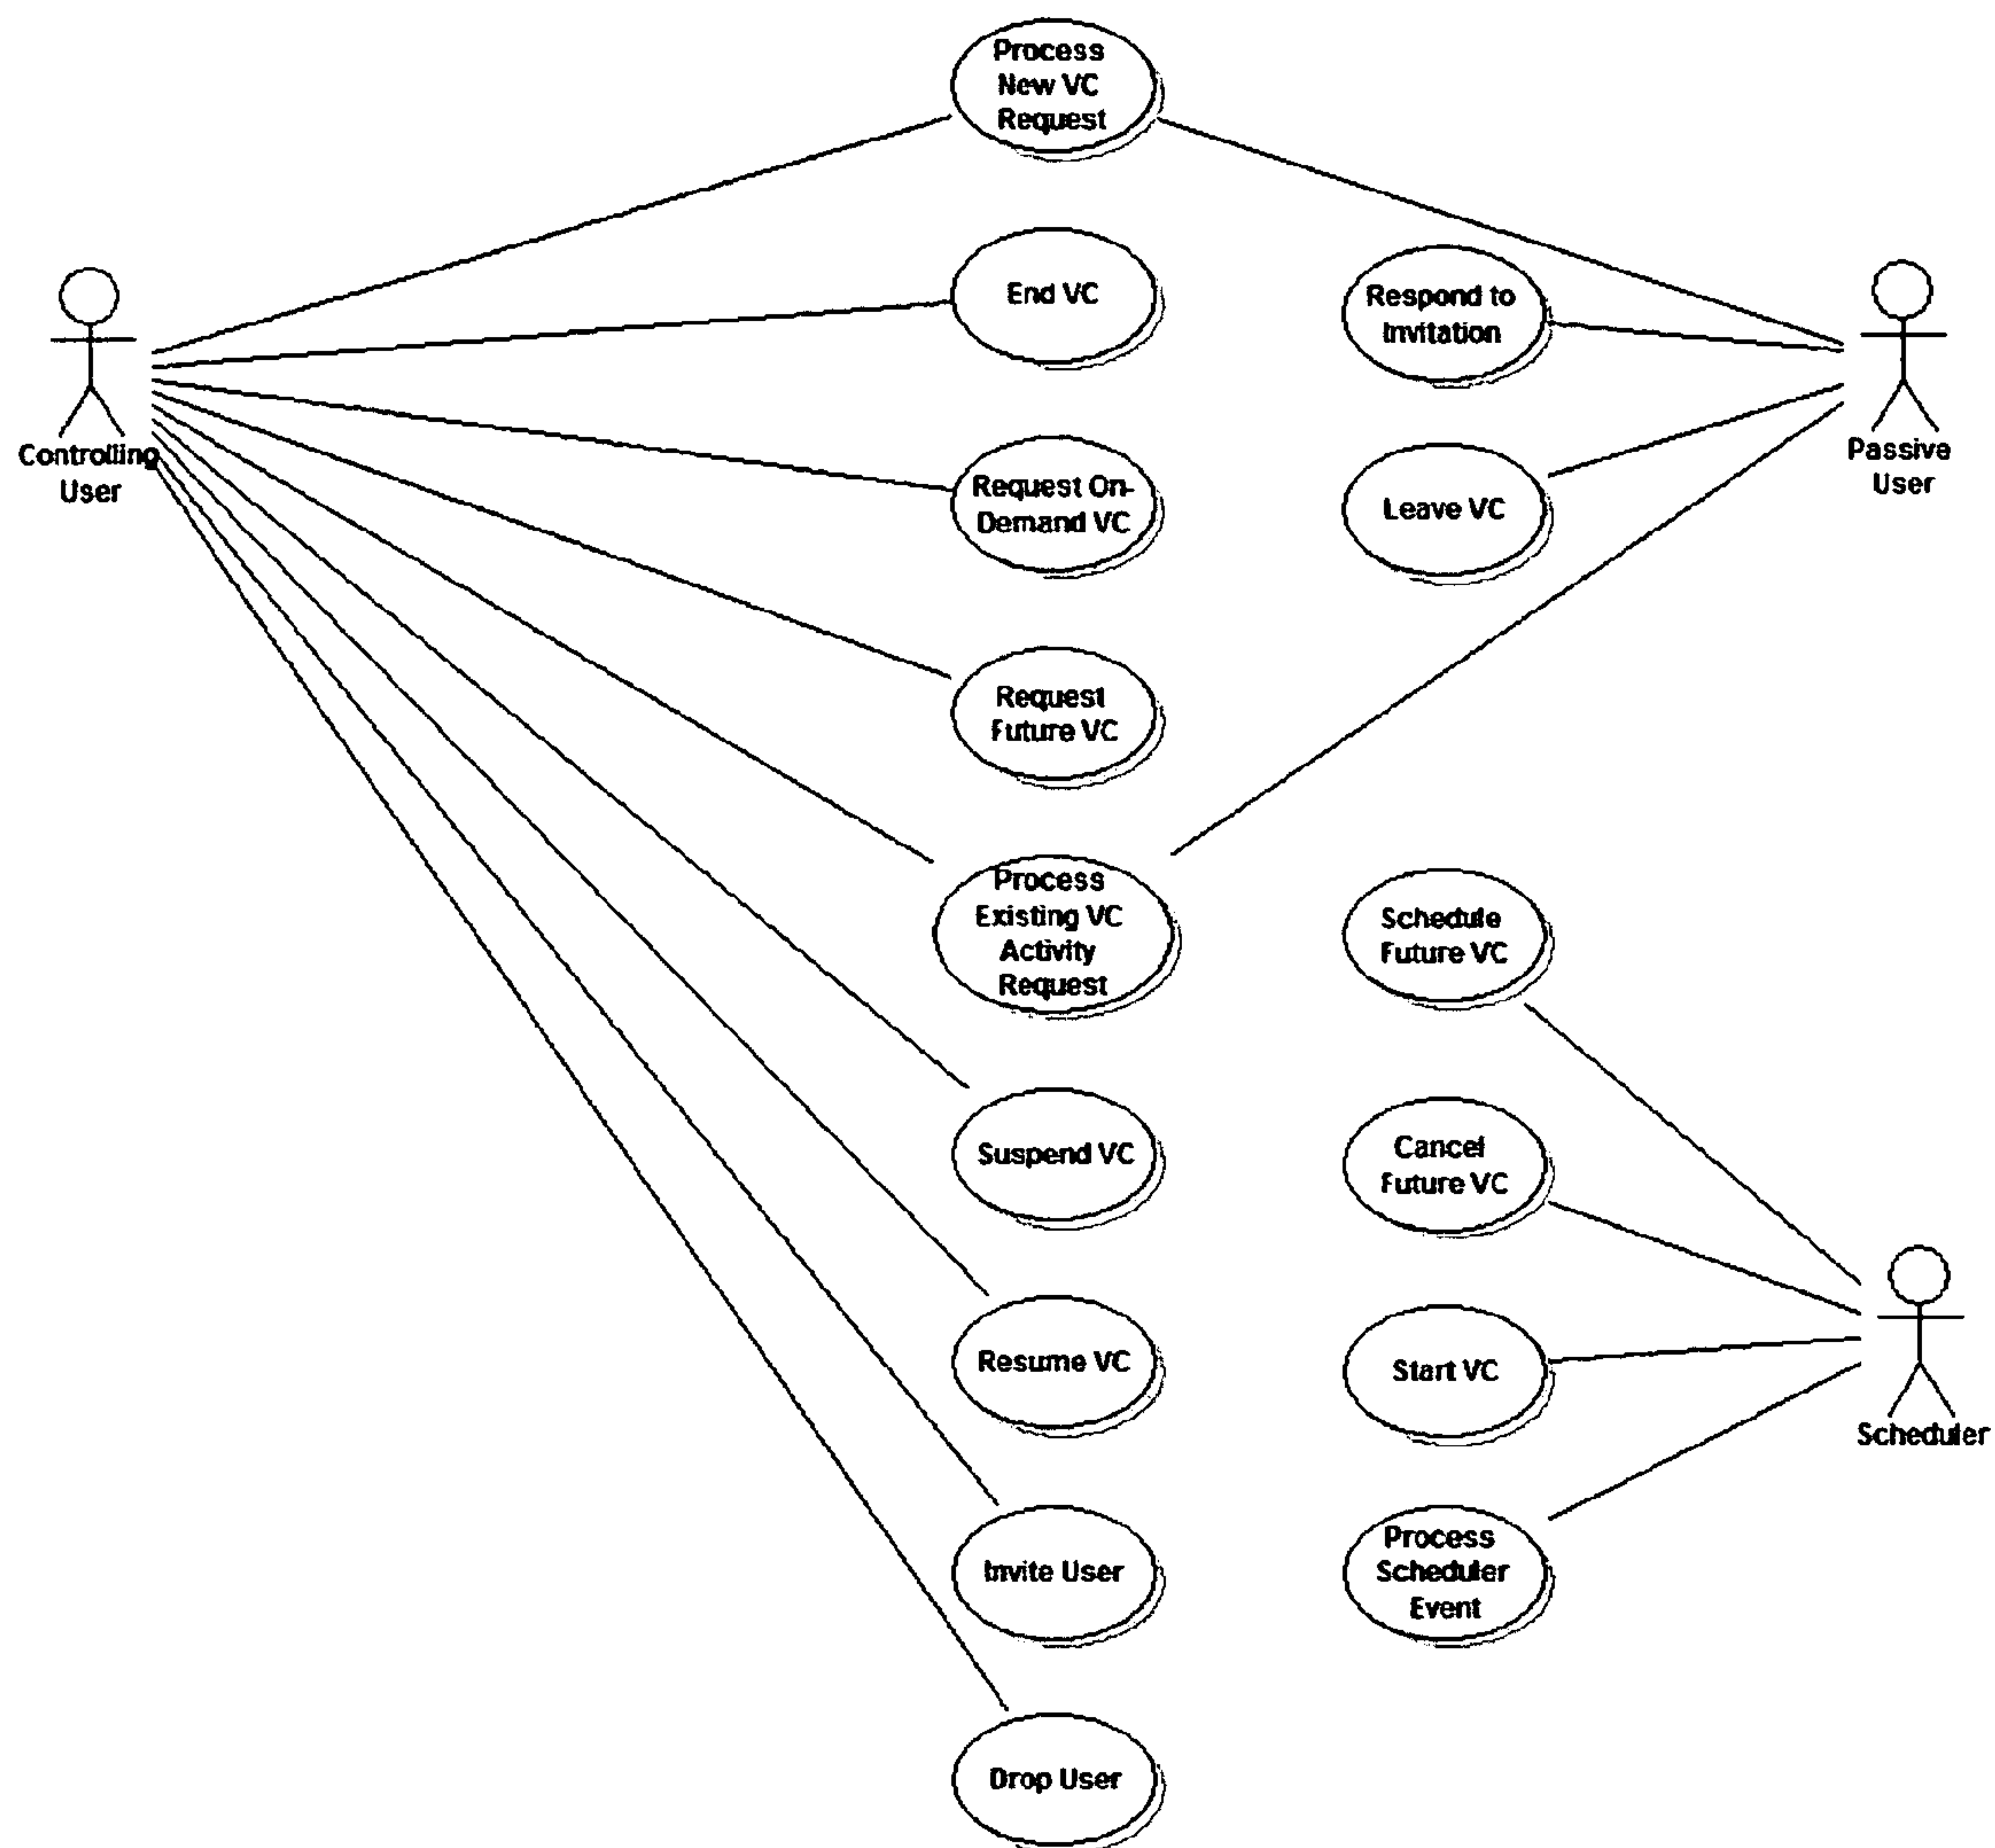 Process
New VC
Request
End VC
Respond to
Invitation
Controlling
User
Passive
User
Request On-
Demand VC
Leave VC
Request
Future VC
Process
Existing VC
Activity
Request
Schedule
Future VC
Suspend VC
Cancel
Future VC
Resume VC
Start VC
Scheduler
Invite User
Process
Scheduler
Event
Drop User